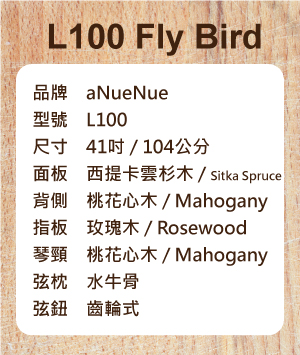 L100 Fly Bird
品牌 aNueNue
型號 L100
尺寸 41吋 / 104公分
面板 西提卡雲杉木 / Sitka Spruce
背側 桃花心木 / Mahogany
指板 玫瑰木 / Rosewood
琴頸 桃花心木 / Mahogany
弦枕 水牛骨
弦鈕 齒輪式